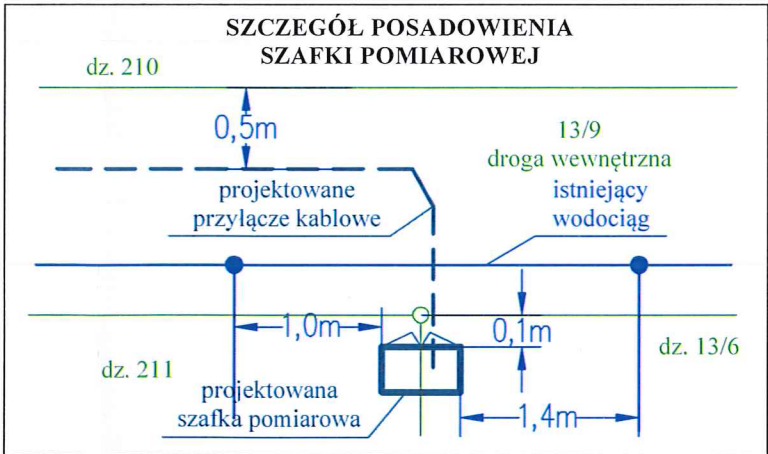 SZCZEGÓŁ POSADOWIENIA
SZAFKI POMIAROWEJ
dz. 210
0,5m
13/9
droga wewnętrzna
projektowane
przyłącze kablowe
istniejący
wodociąg
1,0m
0,1m
dz. 211
dz. 13/6
projektowana
szafka pomiarowa
1,4m